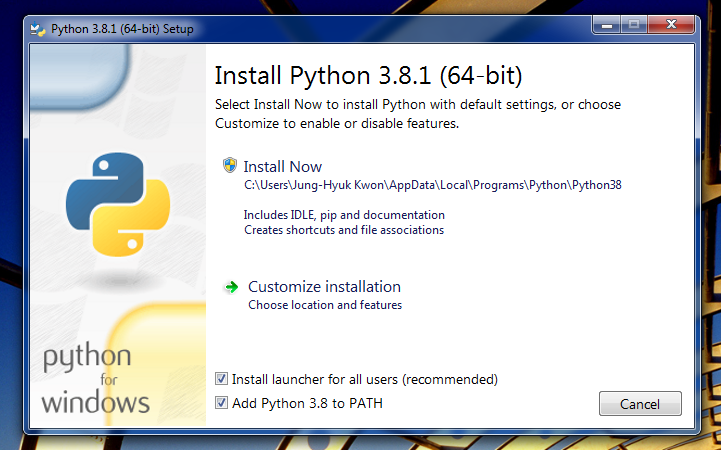 Python 3.8.1 (64-bit) Setup
Install Python 3.8.1 (64-bit)
Select Install Now to install Python with default settings, or choose
Customize to enable or disable features.
Install Now
C:\Users\Jung-Hyuk Kwon\AppData\Local\Programs\Python\Python38
Includes IDLE, pip and documentation
Creates shortcuts and file associations
Customize installation
Choose location and features
python
for
windows
Install launcher for all users (recommended)
Add Python 3.8 to PATH
Cancel